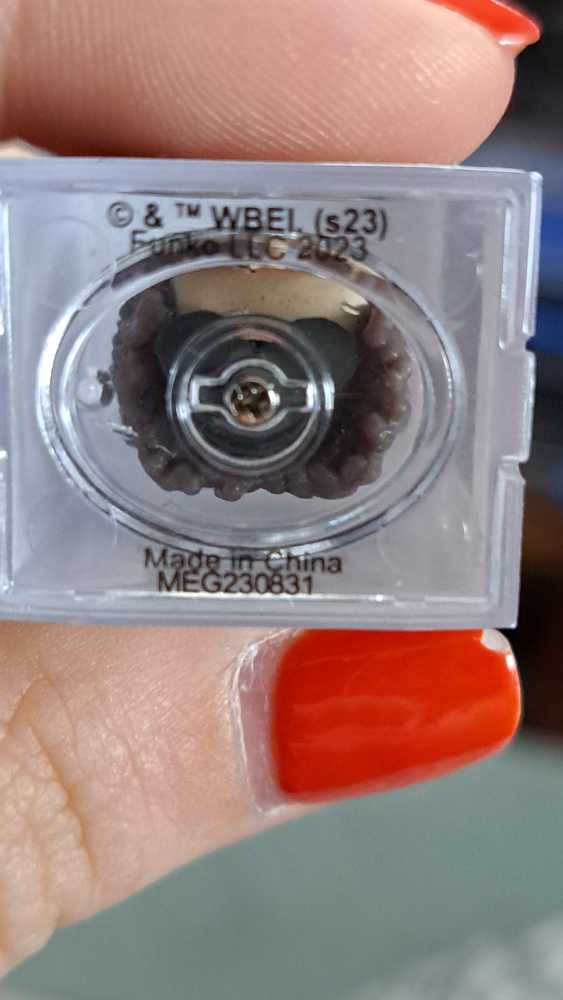 © & ™ WBEI. (s23)
Funko LLC 2023
Made in China
MEG230831